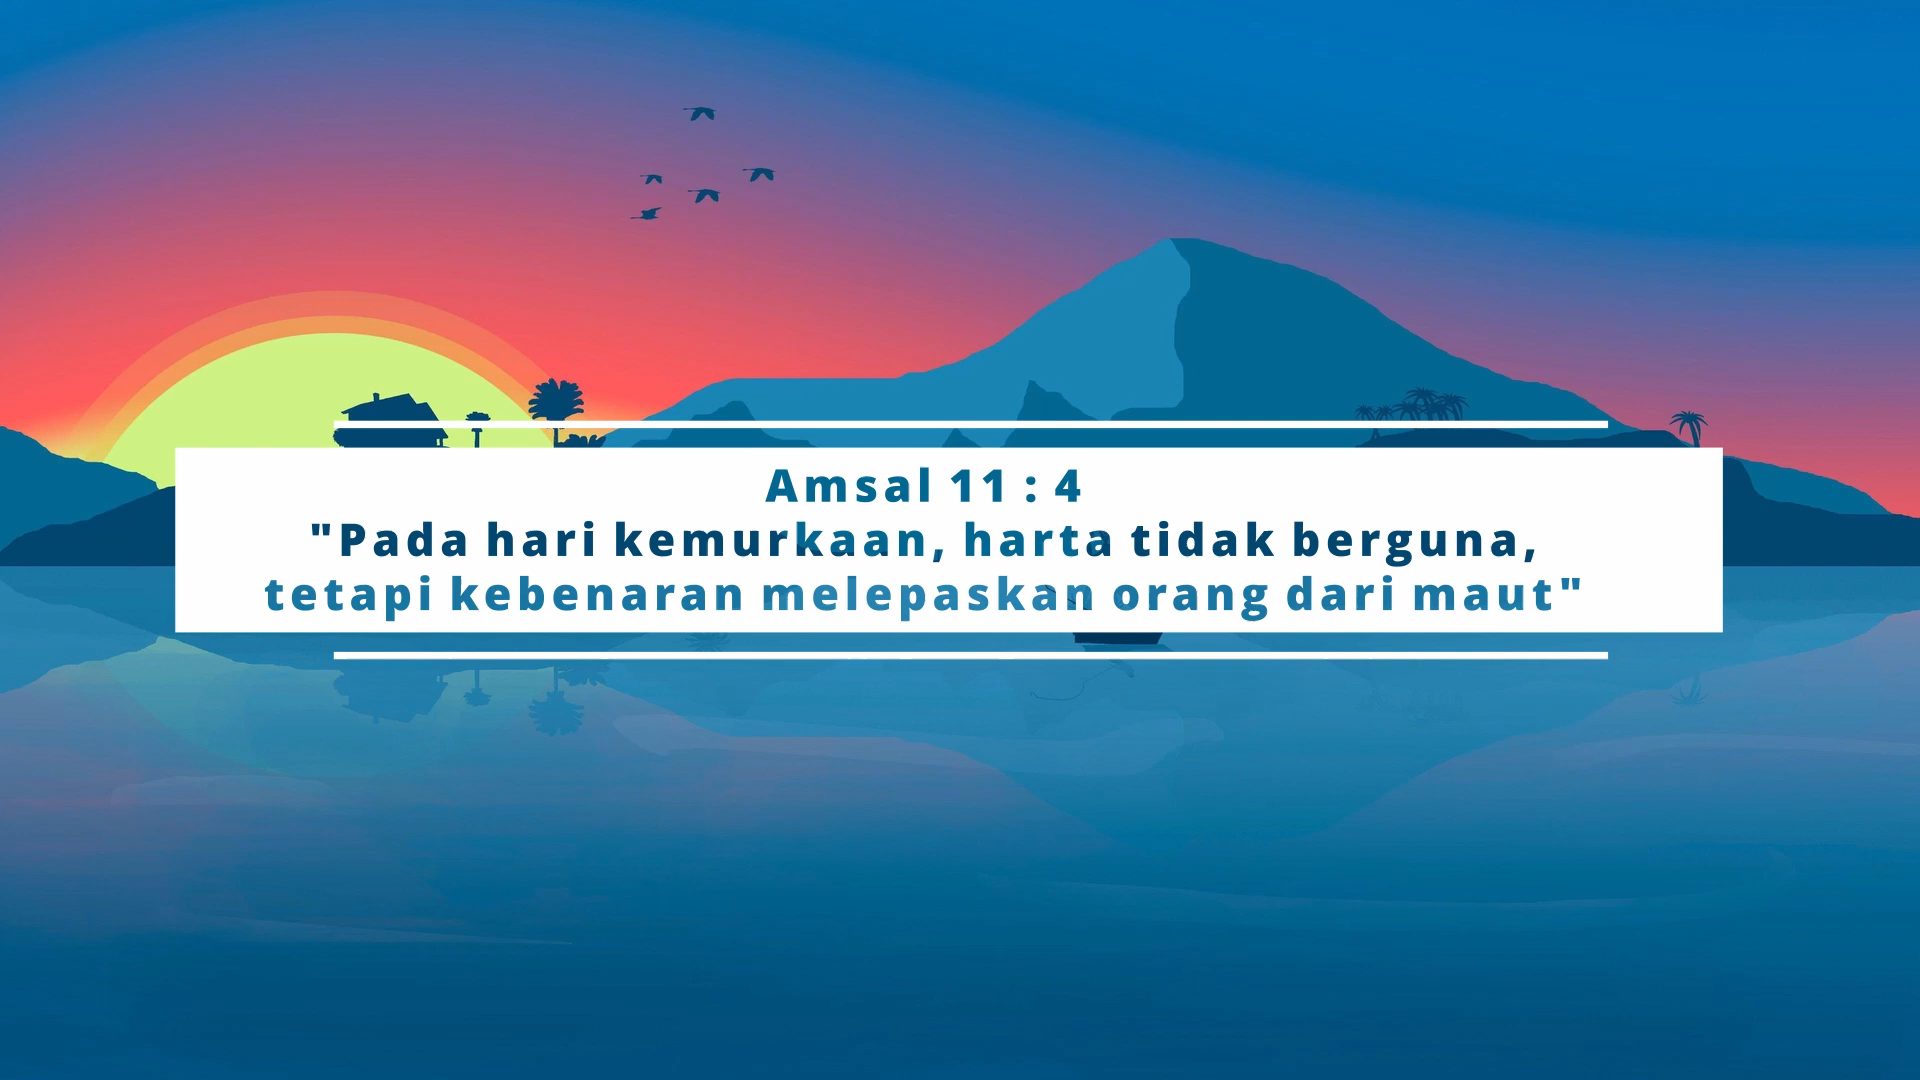 Amsal 11 : 4
"Pada hari kemurkaan, harta tidak berguna,
tetapi kebenaran melepaskan orang dari maut"